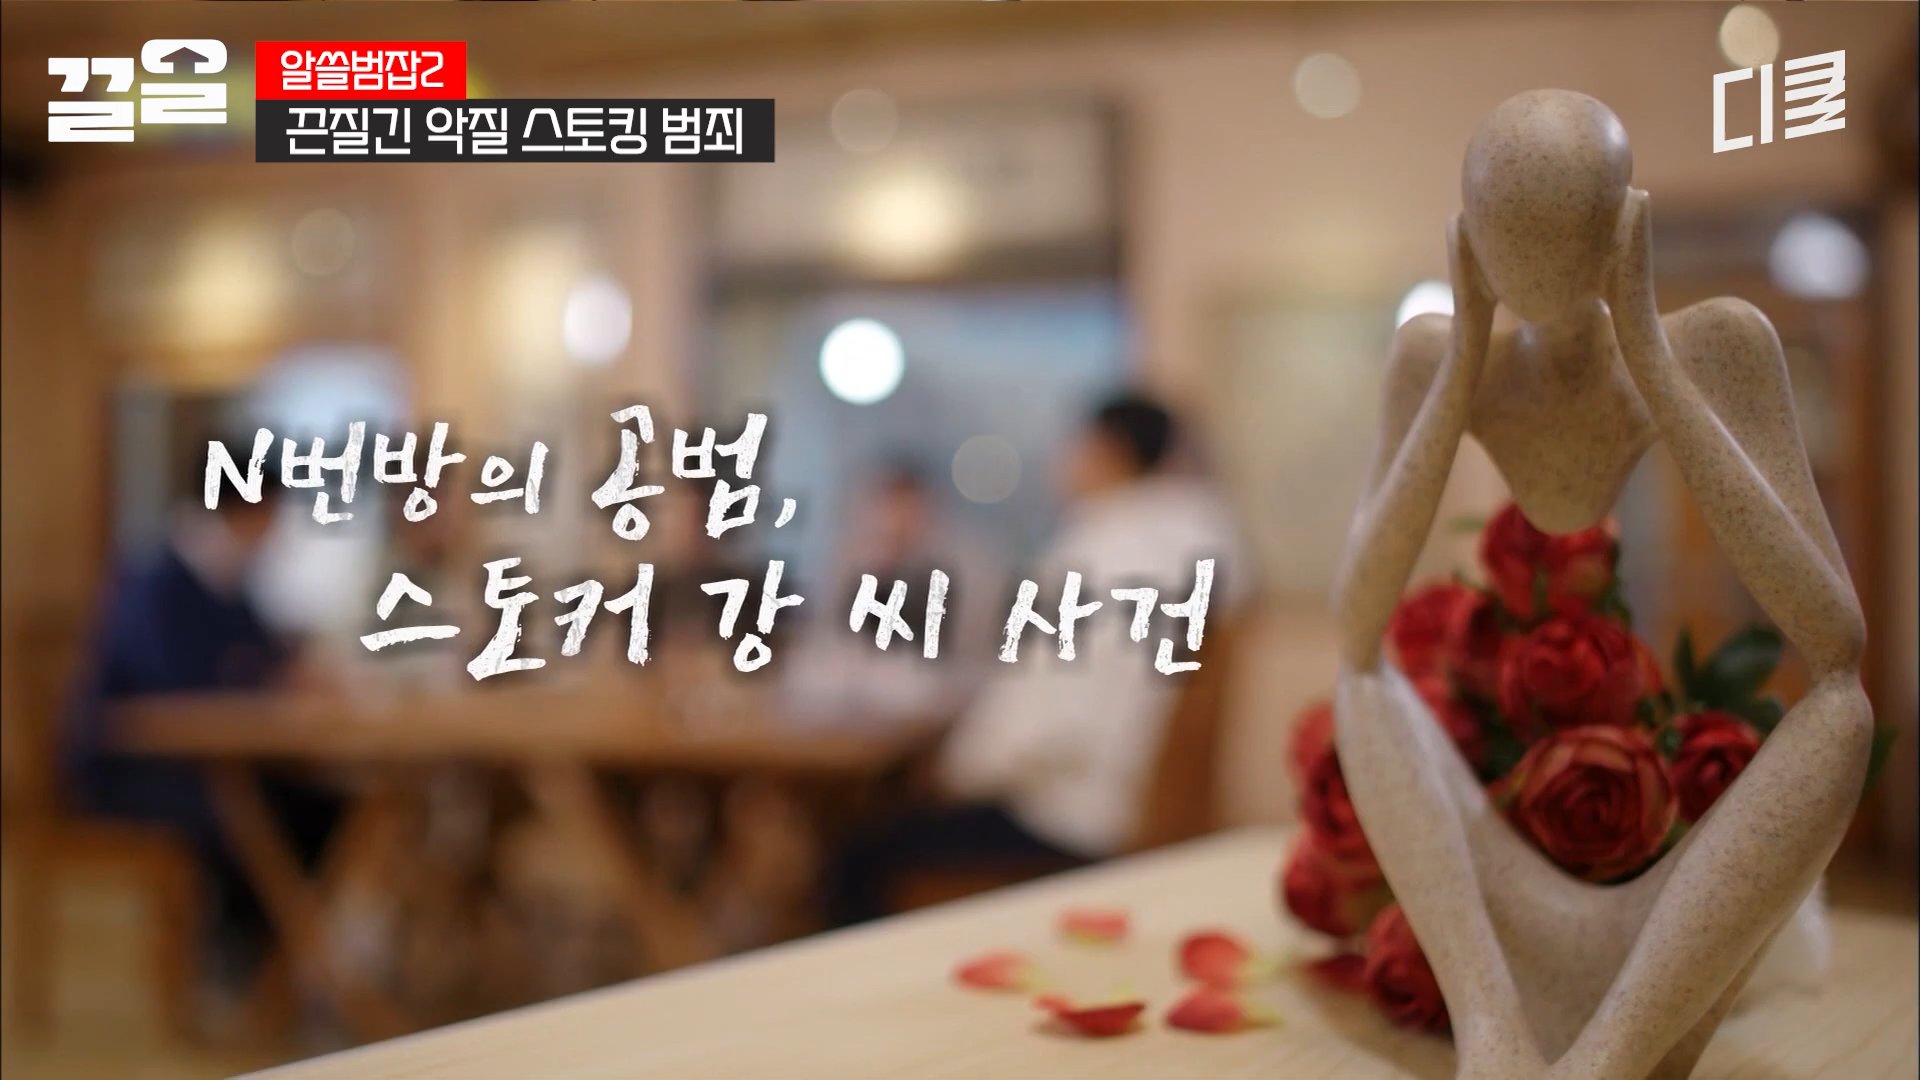 끌올
알쓸범잡2
끈질긴 악질 스토킹 범죄
디클
N번방의 공범,
스토커 강 씨 사건